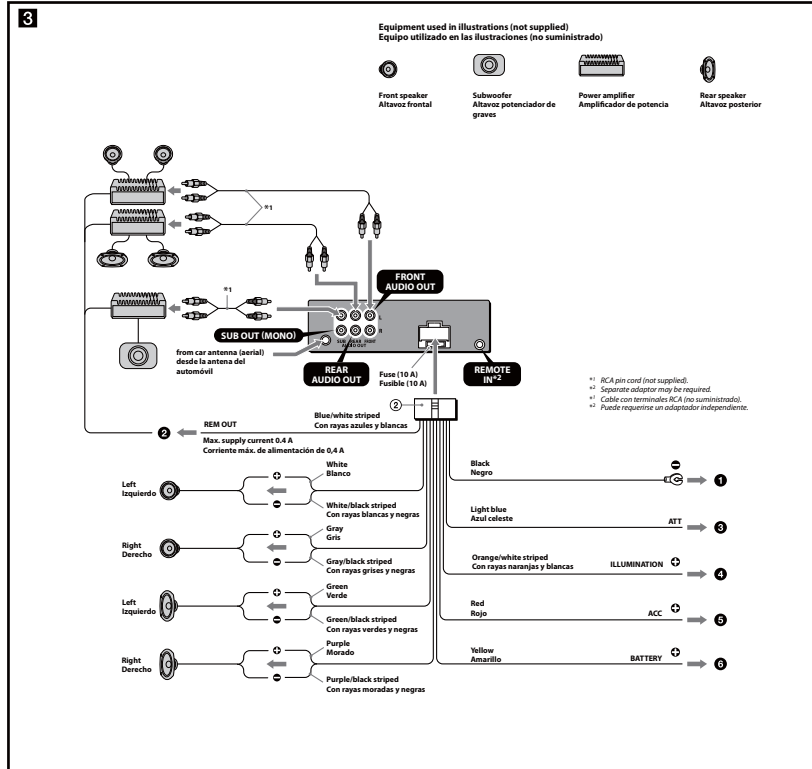 3
Equipment used in illustrations (not supplied)
Equipo utilizado en las ilustraciones (no suministrado)
Front speaker
Altavoz frontal
Subwoofer
Altavoz potenciador de
graves
Power amplifier
Amplificador de potencia
Rear speaker
Altavoz posterior
*1
*1
FRONT
AUDIO OUT
SUB OUT (MONO)
L
R
SUB REAR FRONT
AUDIO OUT
from car antenna (aerial)
desde la antena del
automóvil
REAR
AUDIO OUT
Fuse (10 A)
Fusible (10 A)
REMOTE
IN*2
*1 RCA pin cord (not supplied).
*2 Separate adaptor may be required.
*1 Cable con terminales RCA (no suministrado).
*2 Puede requerirse un adaptador independiente.
2
2
REM OUT
Blue/white striped
Con rayas azules y blancas
Max. supply current 0.4 A
Corriente máx. de alimentación de 0,4 A
Left
Izquierdo
White
Blanco
White/black striped
Con rayas blancas y negras
Right
Derecho
Gray
Gris
Gray/black striped
Con rayas grises y negras
Left
Izquierdo
Green
Verde
Green/black striped
Con rayas verdes y negras
Right
Derecho
Purple
Morado
Purple/black striped
Con rayas moradas y negras
Black
Negro
1
Light blue
Azul celeste
ATT
3
Orange/white striped
Con rayas naranjas y blancas
ILLUMINATION
4
Red
Rojo
ACC
5
Yellow
Amarillo
BATTERY
6